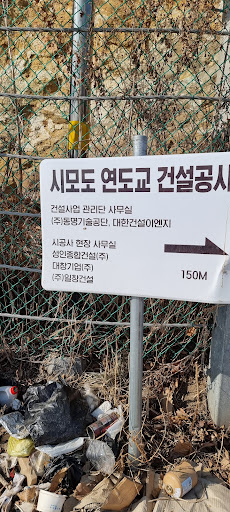 시모도 연도교 건설공사
건설사업 관리단 사무실
(주)동명기술공단, 대한건설이엔지
시공사 현장 사무실
성인종합건설(주)
대창기업(주)
(주)일창건설
150M